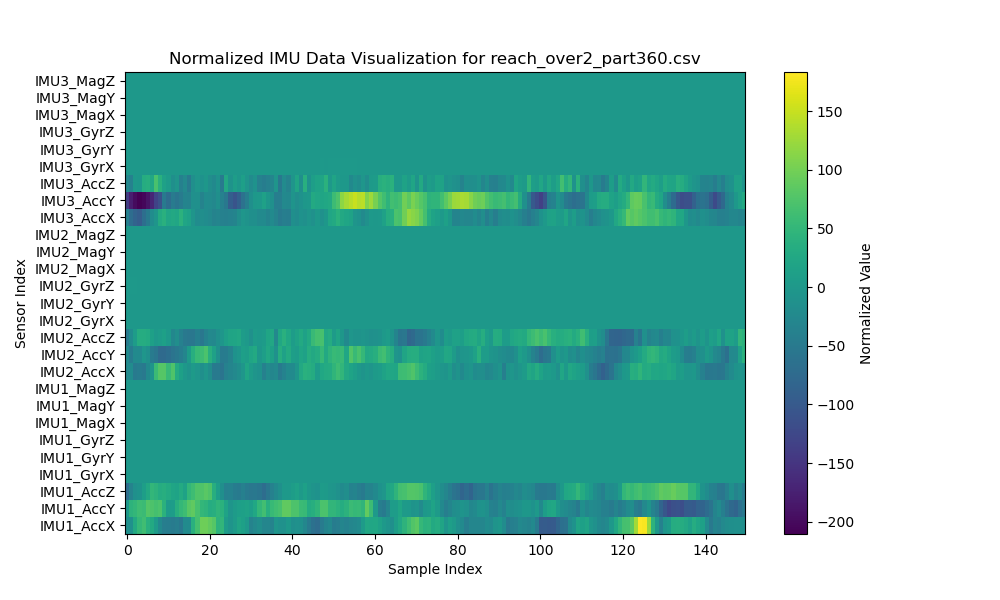 Normalized IMU Data Visualization for reach_over2_part360.csv
IMU3_MagZ
IMU3_MagY
IMU3_MagX
IMU3_GyrZ
IMU3_GyrY
IMU3_GyrX
IMU3_AccZ
IMU3_AccY
IMU3_AccX
IMU2_MagZ
IMU2_MagY
IMU2_MagX
IMU2_GyrZ
IMU2_GyrY
IMU2_GyrX
IMU2_AccZ
IMU2_AccY
IMU2_AccX
IMU1_MagZ
IMU1_MagY
IMU1_MagX
IMU1_GyrZ
IMU1_GyrY
IMU1_GyrX
IMU1_AccZ
IMU1_AccY
IMU1_AccX
Sensor Index
0 20 40 60 80 100 120 140
Sample Index
150
100
50
0
−50
−100
−150
−200
Normalized Value